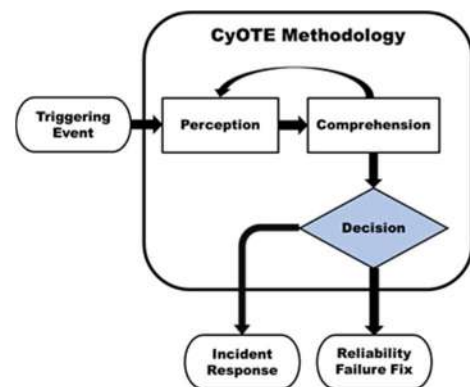 CyOTE Methodology
Triggering
Event
Perception
Comprehension
Decision
Incident
Response
Reliability
Failure Fix